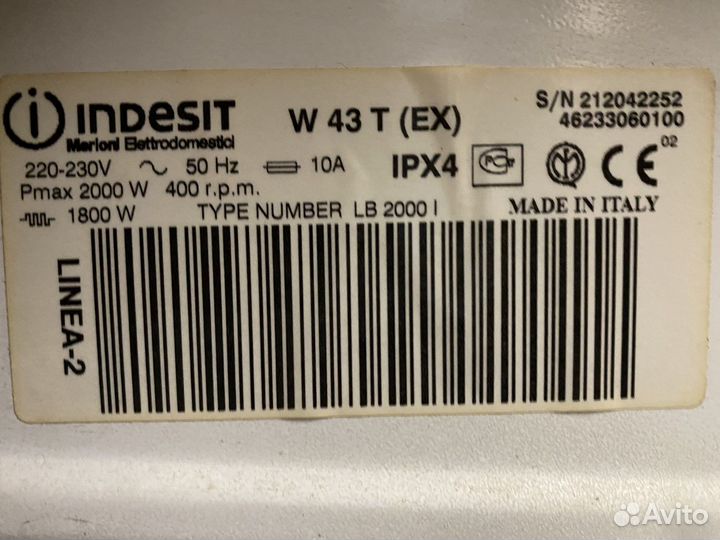 INDESIT
Merloni Elettrodomestici
W 43 T (EX)
S/N 212042252
46233060100
220-230V 50 Hz 10A
IPX4
CE 02
Pmax 2000 W 400 r.p.m.
1800 W TYPE NUMBER LB 2000 I
MADE IN ITALY
LINEA-2
Avito